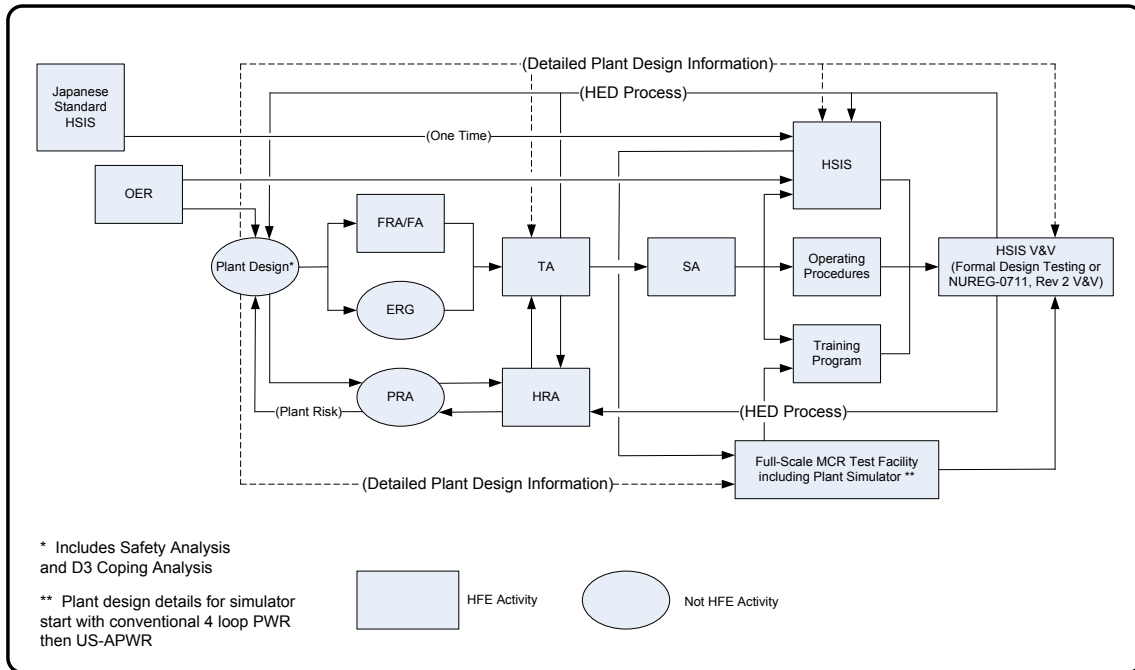 (Detailed Plant Design Information)
(HED Process)
Japanese
Standard
HSIS
(One Time)
HSIS
OER
FRA/FA
Plant Design*
TA
SA
Operating
Procedures
HSIS V&V
(Formal Design Testing or
NUREG-0711, Rev 2 V&V)
ERG
Training
Program
PRA
HRA
(Plant Risk)
(HED Process)
Full-Scale MCR Test Facility
including Plant Simulator **
(Detailed Plant Design Information)
* Includes Safety Analysis
and D3 Coping Analysis
** Plant design details for simulator
start with conventional 4 loop PWR
then US-APWR
HFE Activity
Not HFE Activity